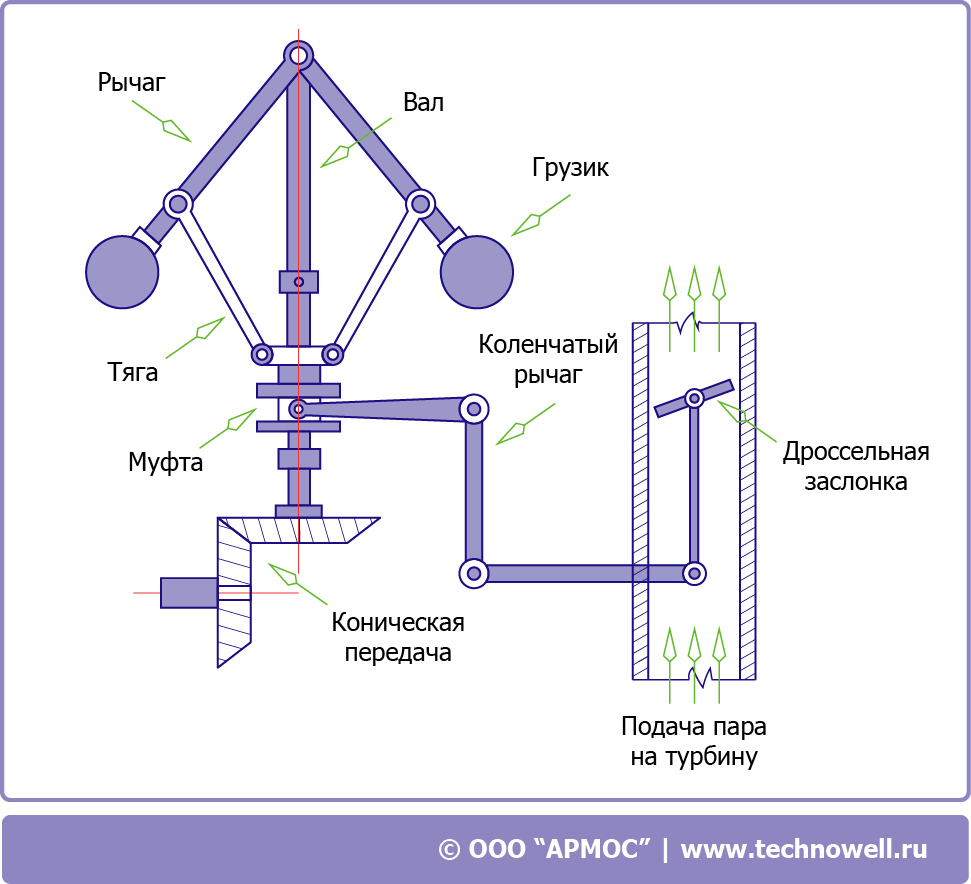 Рычаг
Вал
Грузик
Коленчатый
рычаг
Тяга
Муфта
Дроссельная
заслонка
Коническая
передача
Подача пара
на турбину
© ООО “АРМОС” | www.technowell.ru